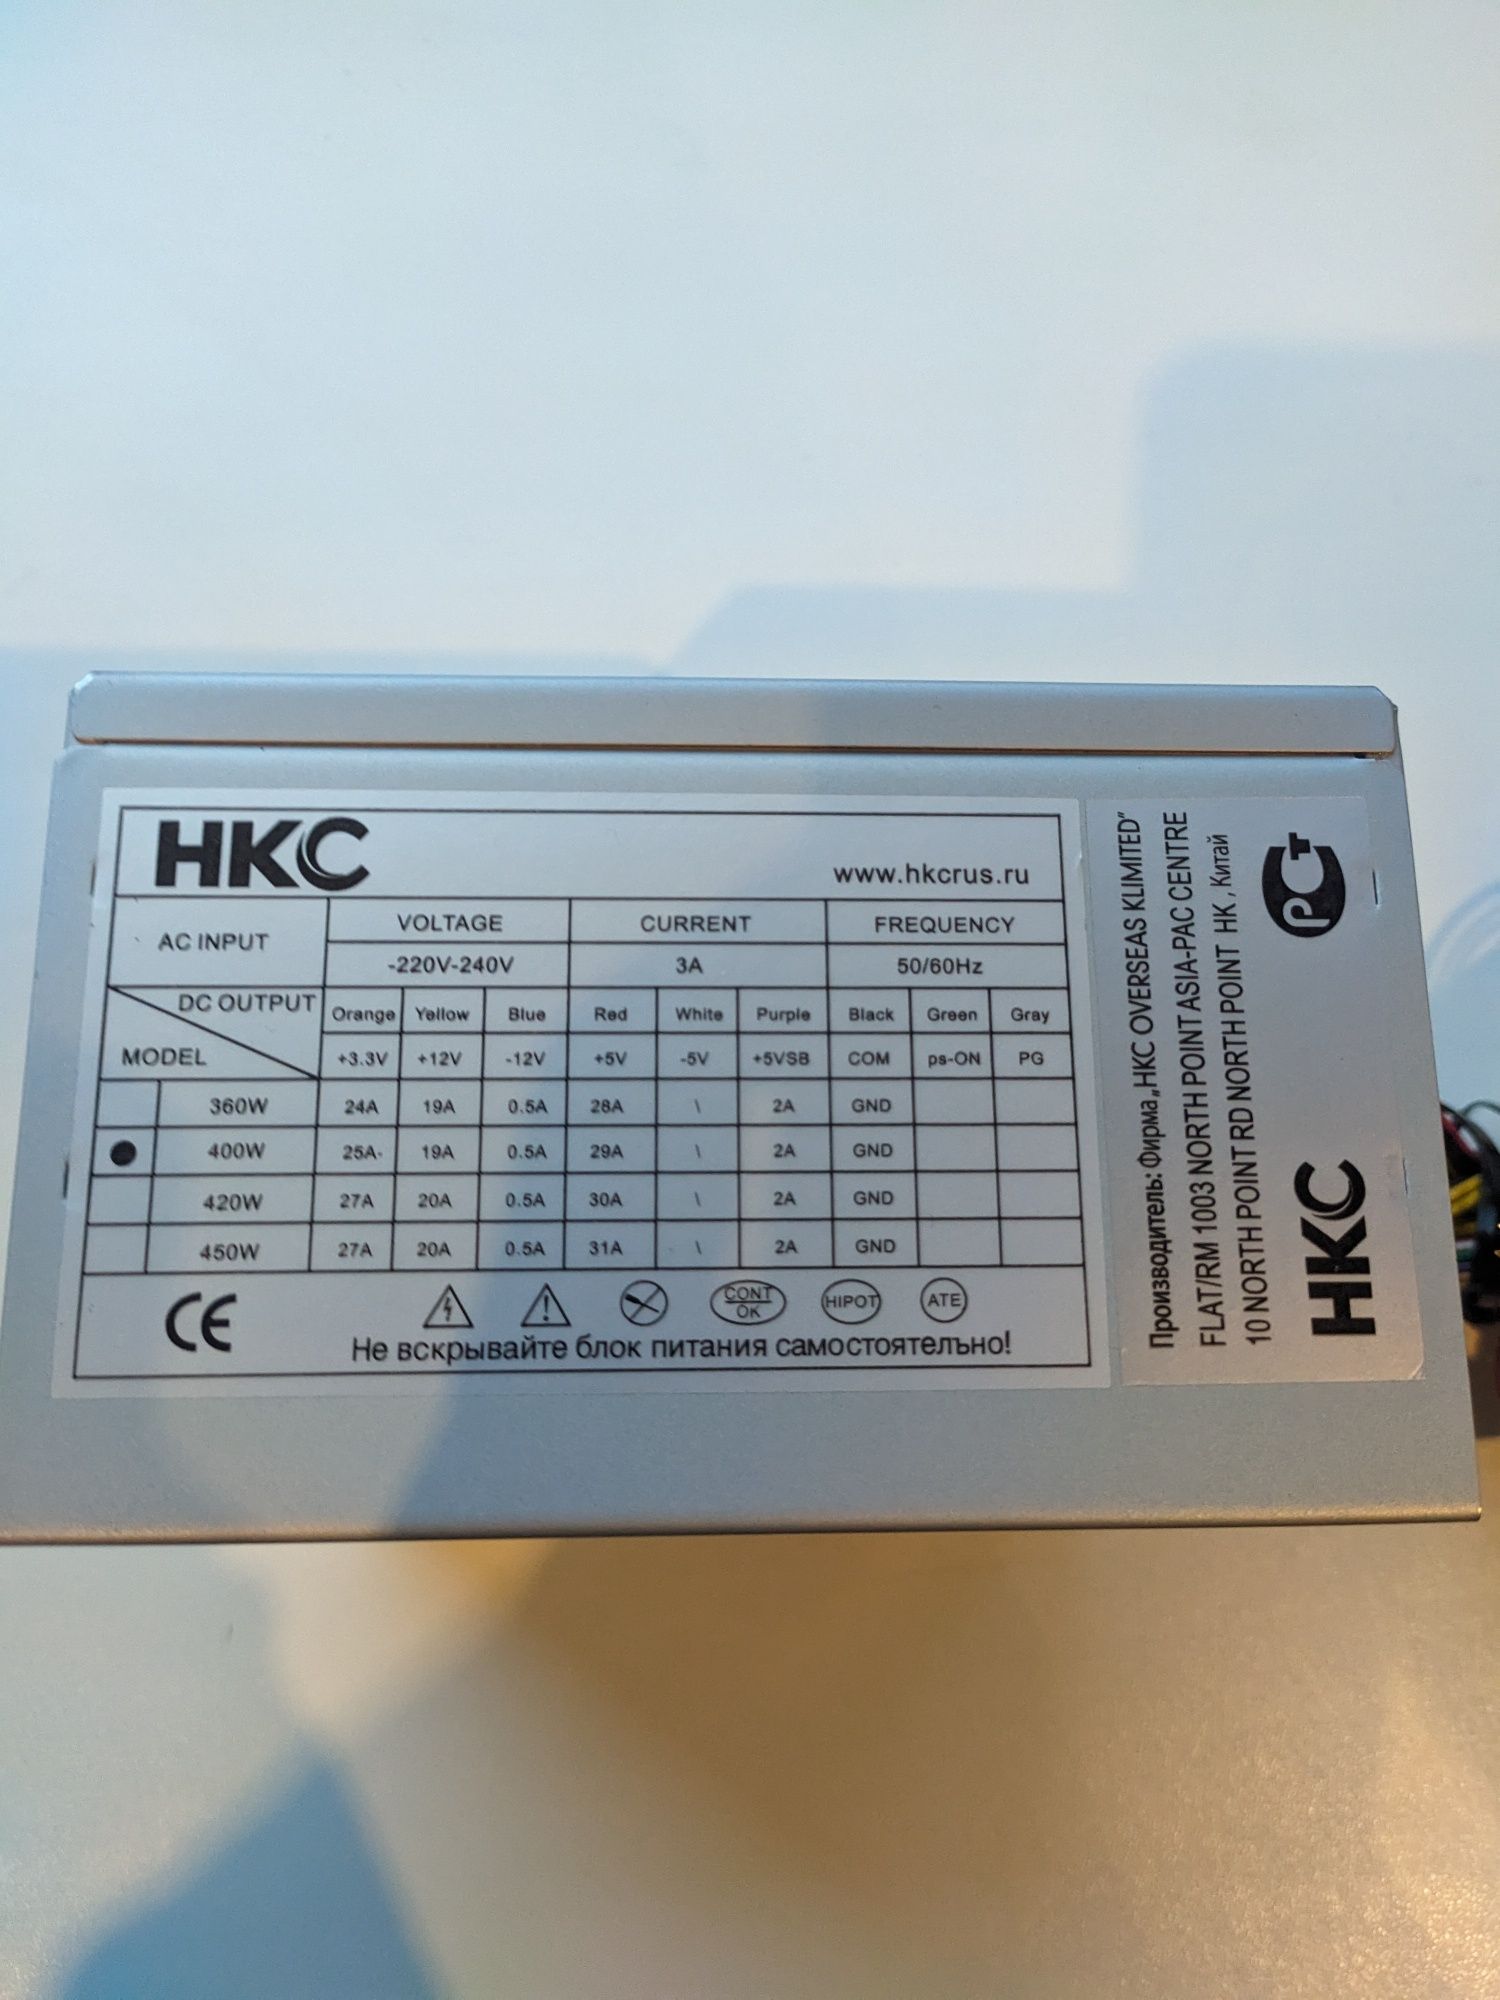 HKC
www.hkcrus.ru
AC INPUT VOLTAGE CURRENT FREQUENCY
-220V-240V 3A 50/60Hz
DC OUTPUT Orange Yellow Blue Red White Purple Black Green Gray
MODEL +3.3V +12V -12V +5V -5V +5VSB COM ps-ON PG
360W 24A 19A 0.5A 28A \ 2A GND
400W 25A 19A 0.5A 29A \ 2A GND
420W 27A 20A 0.5A 30A \ 2A GND
450W 27A 20A 0.5A 31A \ 2A GND
CE CONT OK HIPOT ATE
Не вскрывайте блок питания самостоятелъно!
Производитель: Фирма „HKC OVERSEAS KLIMITED"
FLAT/RM 1003 NORTH POINT ASIA-PAC CENTRE
10 NORTH POINT RD NORTH POINT HK , Китай
HKC
РСТ